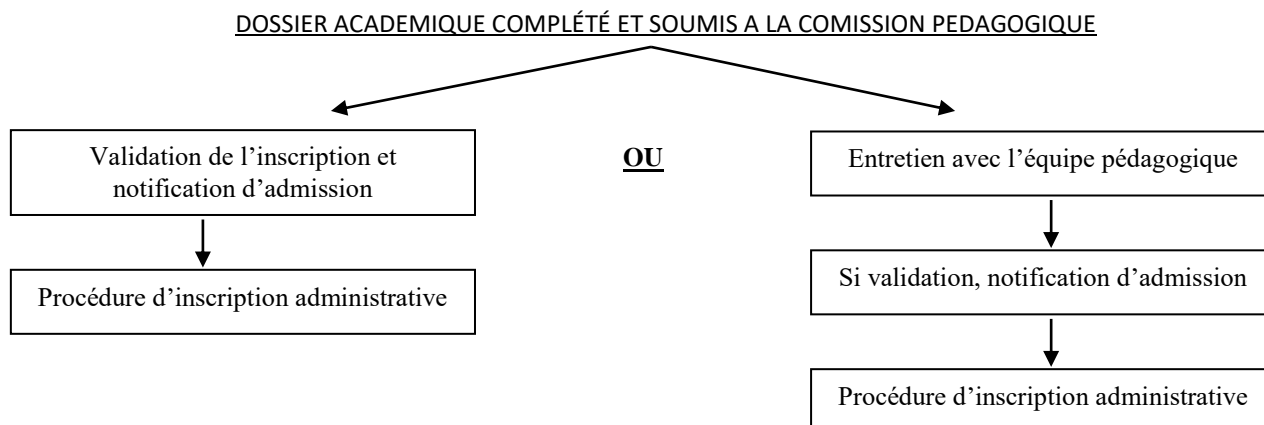 DOSSIER ACADEMIQUE COMPLÉTÉ ET SOUMIS A LA COMISSION PEDAGOGIQUE
Validation de l’inscription et
notification d’admission
Procédure d’inscription administrative
OU
Entretien avec l’équipe pédagogique
Si validation, notification d’admission
Procédure d’inscription administrative